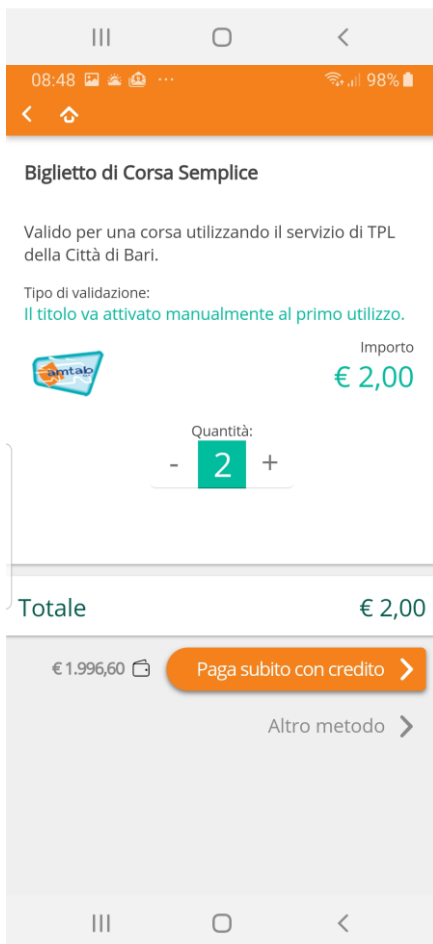 08:48 98%
Biglietto di Corsa Semplice
Valido per una corsa utilizzando il servizio di TPL
della Città di Bari.
Tipo di validazione:
Il titolo va attivato manualmente al primo utilizzo.
Importo
amtab
€ 2,00
Quantità:
- 2 +
Totale € 2,00
€ 1.996,60 Paga subito con credito
Altro metodo